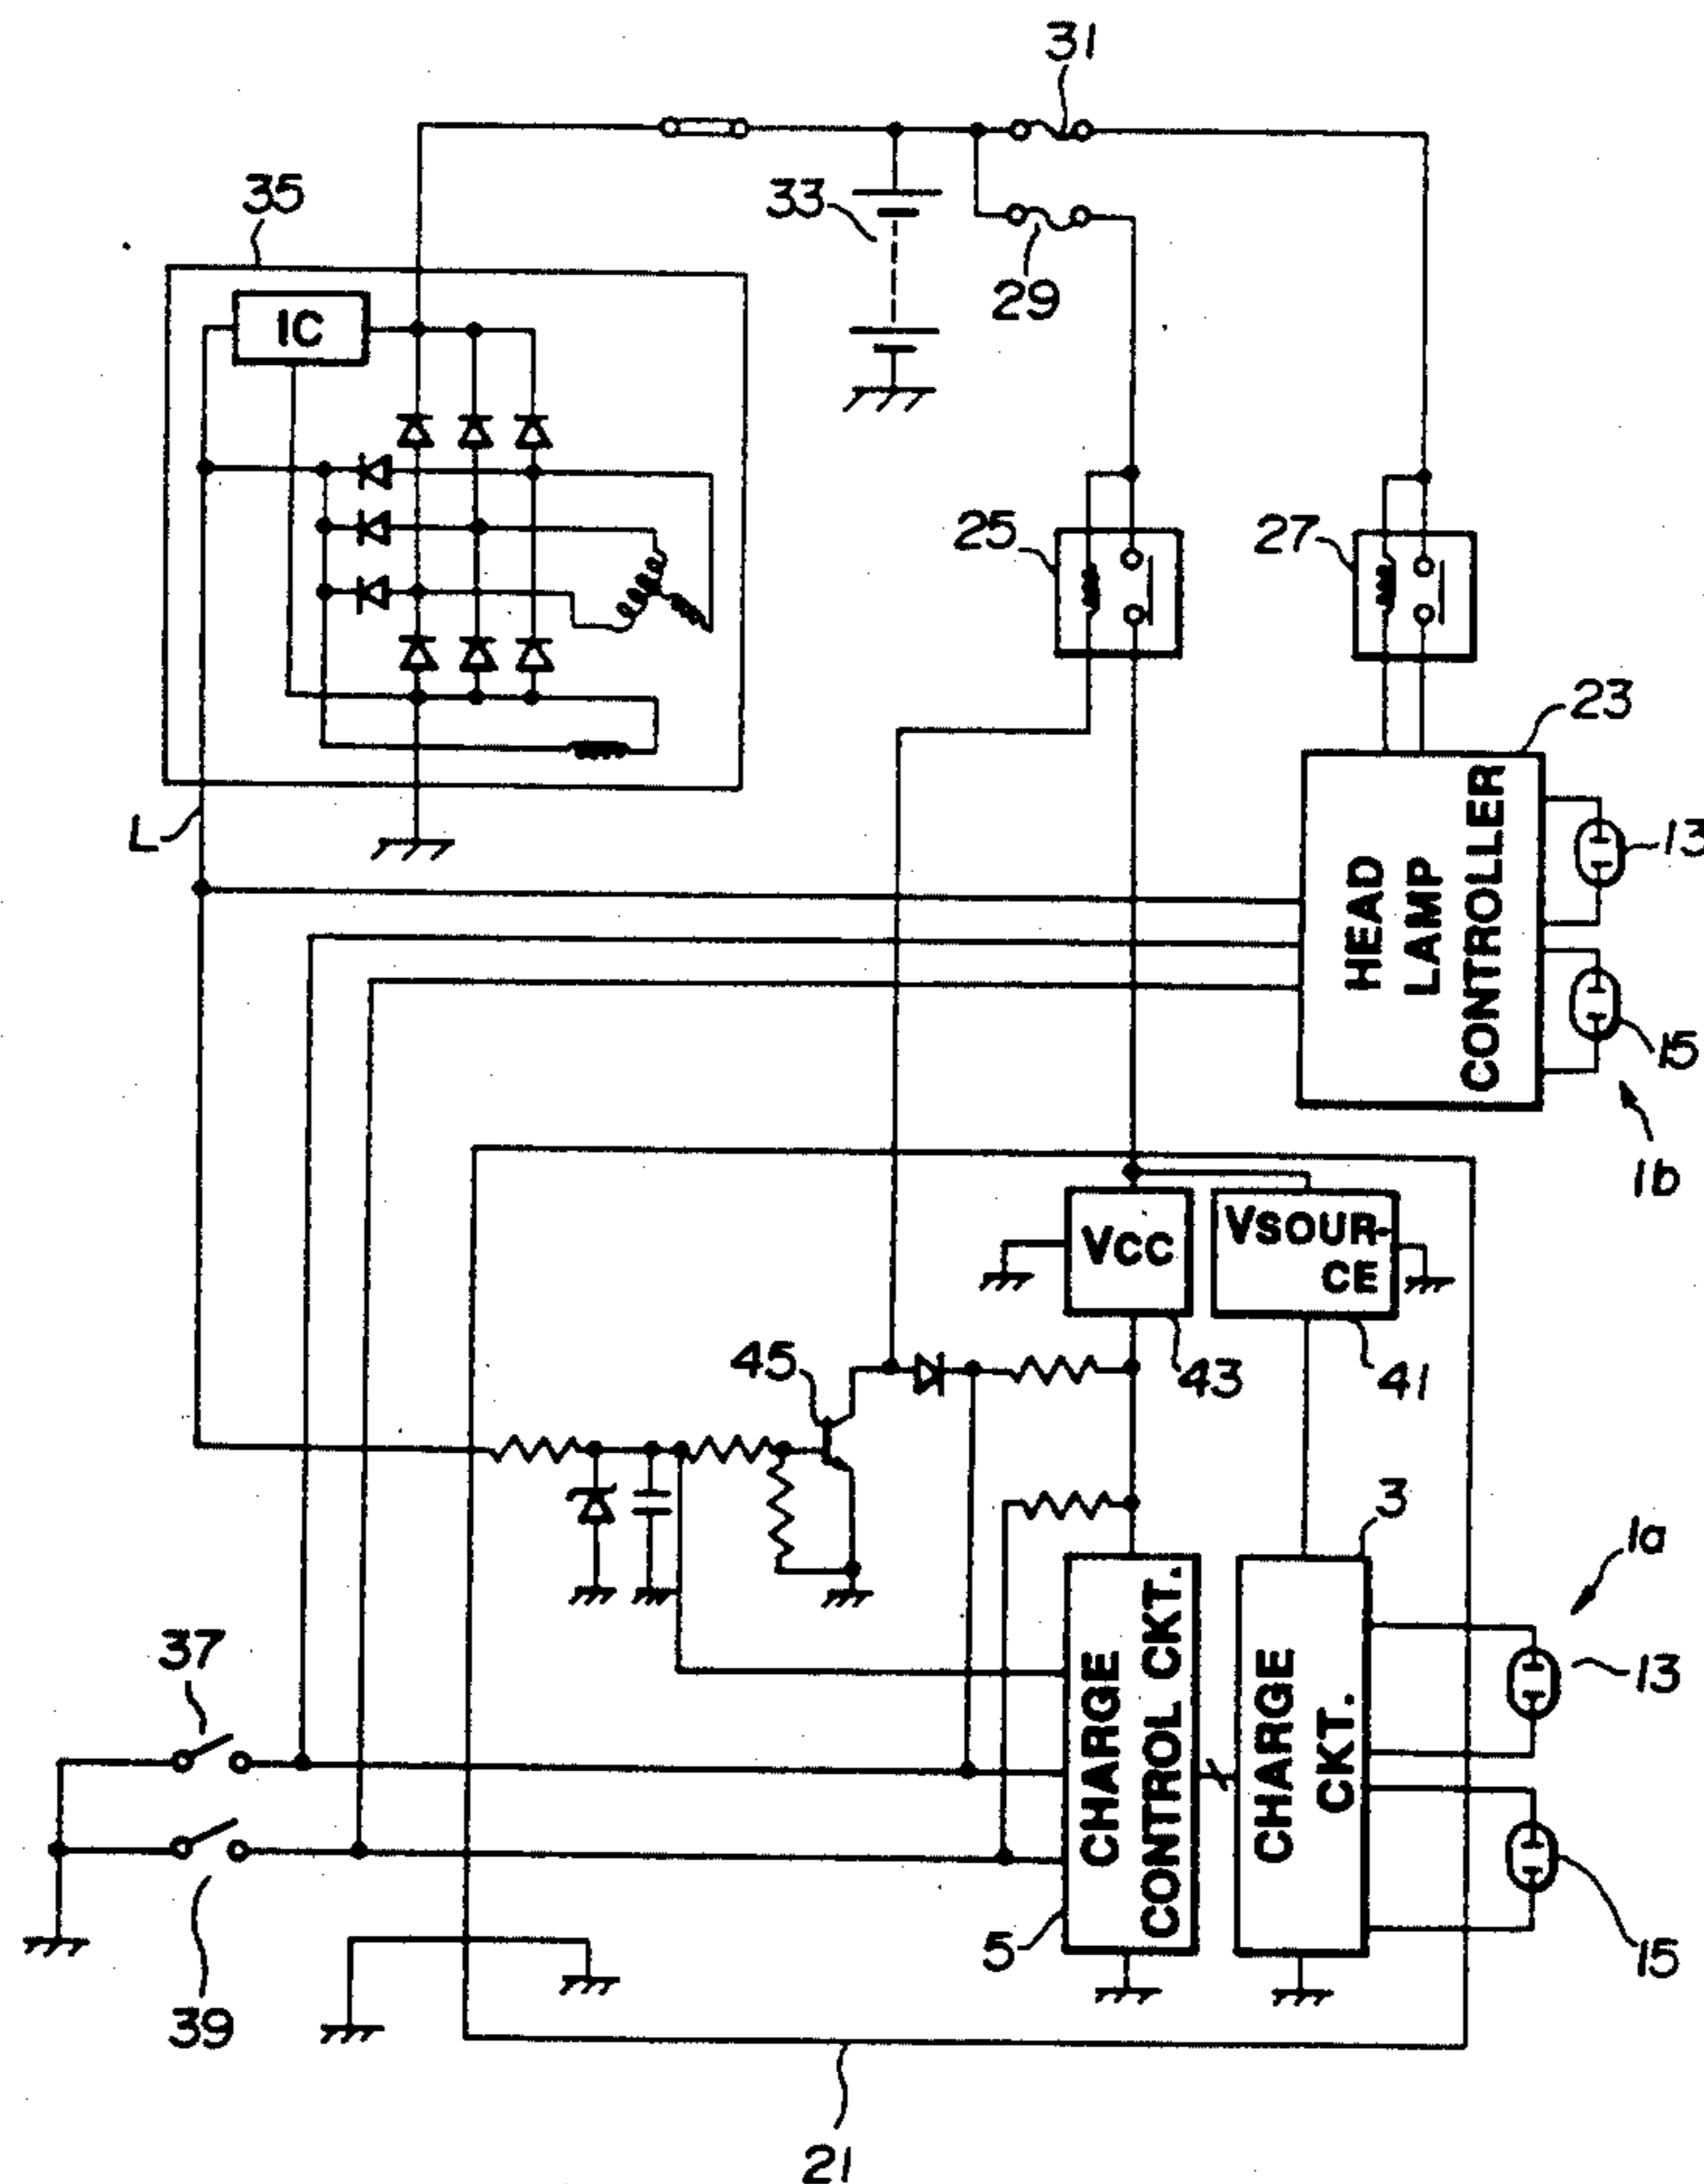 31
35
33
29
IC
25
27
23
L
13
HEAD
LAMP
CONTROLLER
15
1b
VCC
VSOUR-
CE
45
43
41
3
1a
37
CHARGE
CONTROL CKT.
CHARGE
CKT.
13
39
5
15
21